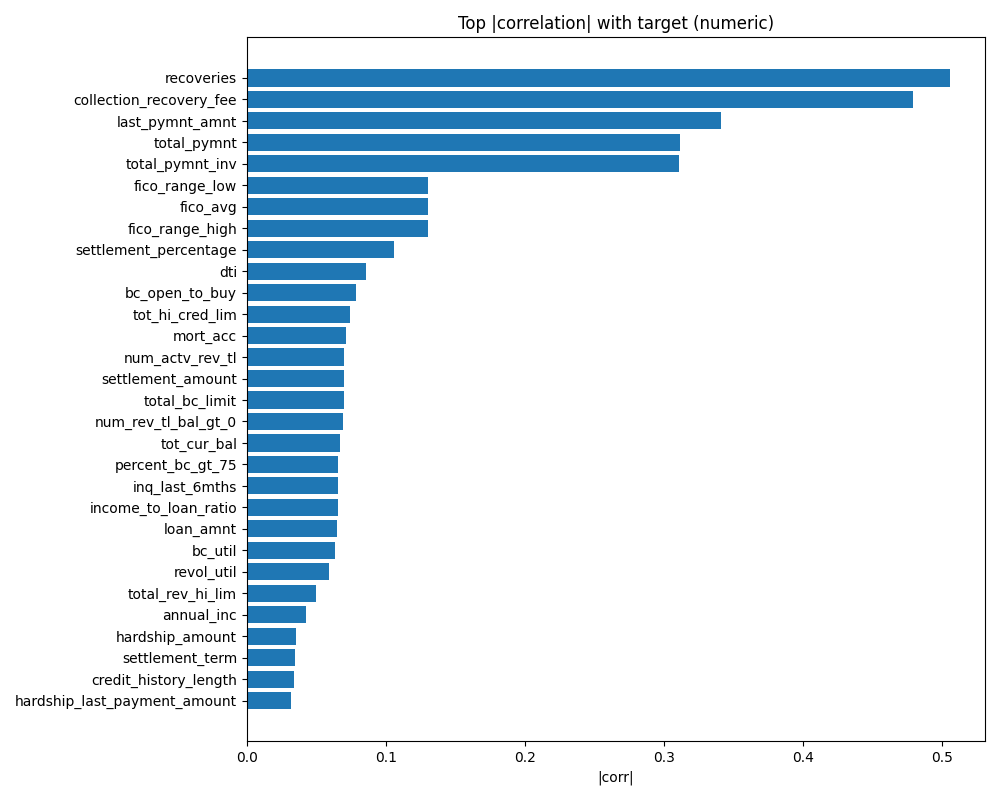 Top |correlation| with target (numeric)
recoveries
collection_recovery_fee
last_pymnt_amnt
total_pymnt
total_pymnt_inv
fico_range_low
fico_avg
fico_range_high
settlement_percentage
dti
bc_open_to_buy
tot_hi_cred_lim
mort_acc
num_actv_rev_tl
settlement_amount
total_bc_limit
num_rev_tl_bal_gt_0
tot_cur_bal
percent_bc_gt_75
inq_last_6mths
income_to_loan_ratio
loan_amnt
bc_util
revol_util
total_rev_hi_lim
annual_inc
hardship_amount
settlement_term
credit_history_length
hardship_last_payment_amount
0.0 0.1 0.2 0.3 0.4 0.5
|corr|